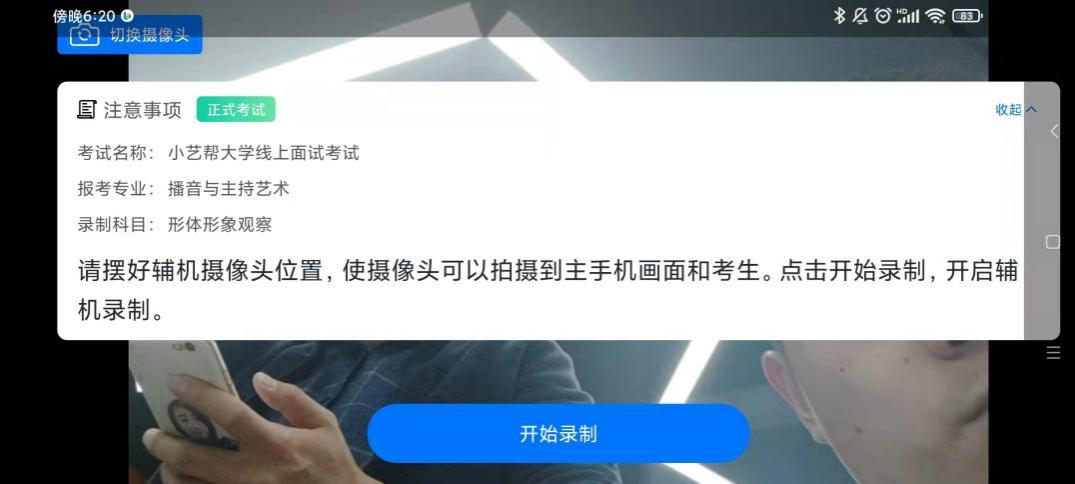 傍晚6:20
HD
83
切换摄像头
注意事项 正式考试 收起
考试名称： 小艺帮大学线上面试考试
报考专业： 播音与主持艺术
录制科目： 形体形象观察
请摆好辅机摄像头位置，使摄像头可以拍摄到主手机画面和考生。点击开始录制，开启辅
机录制。
开始录制